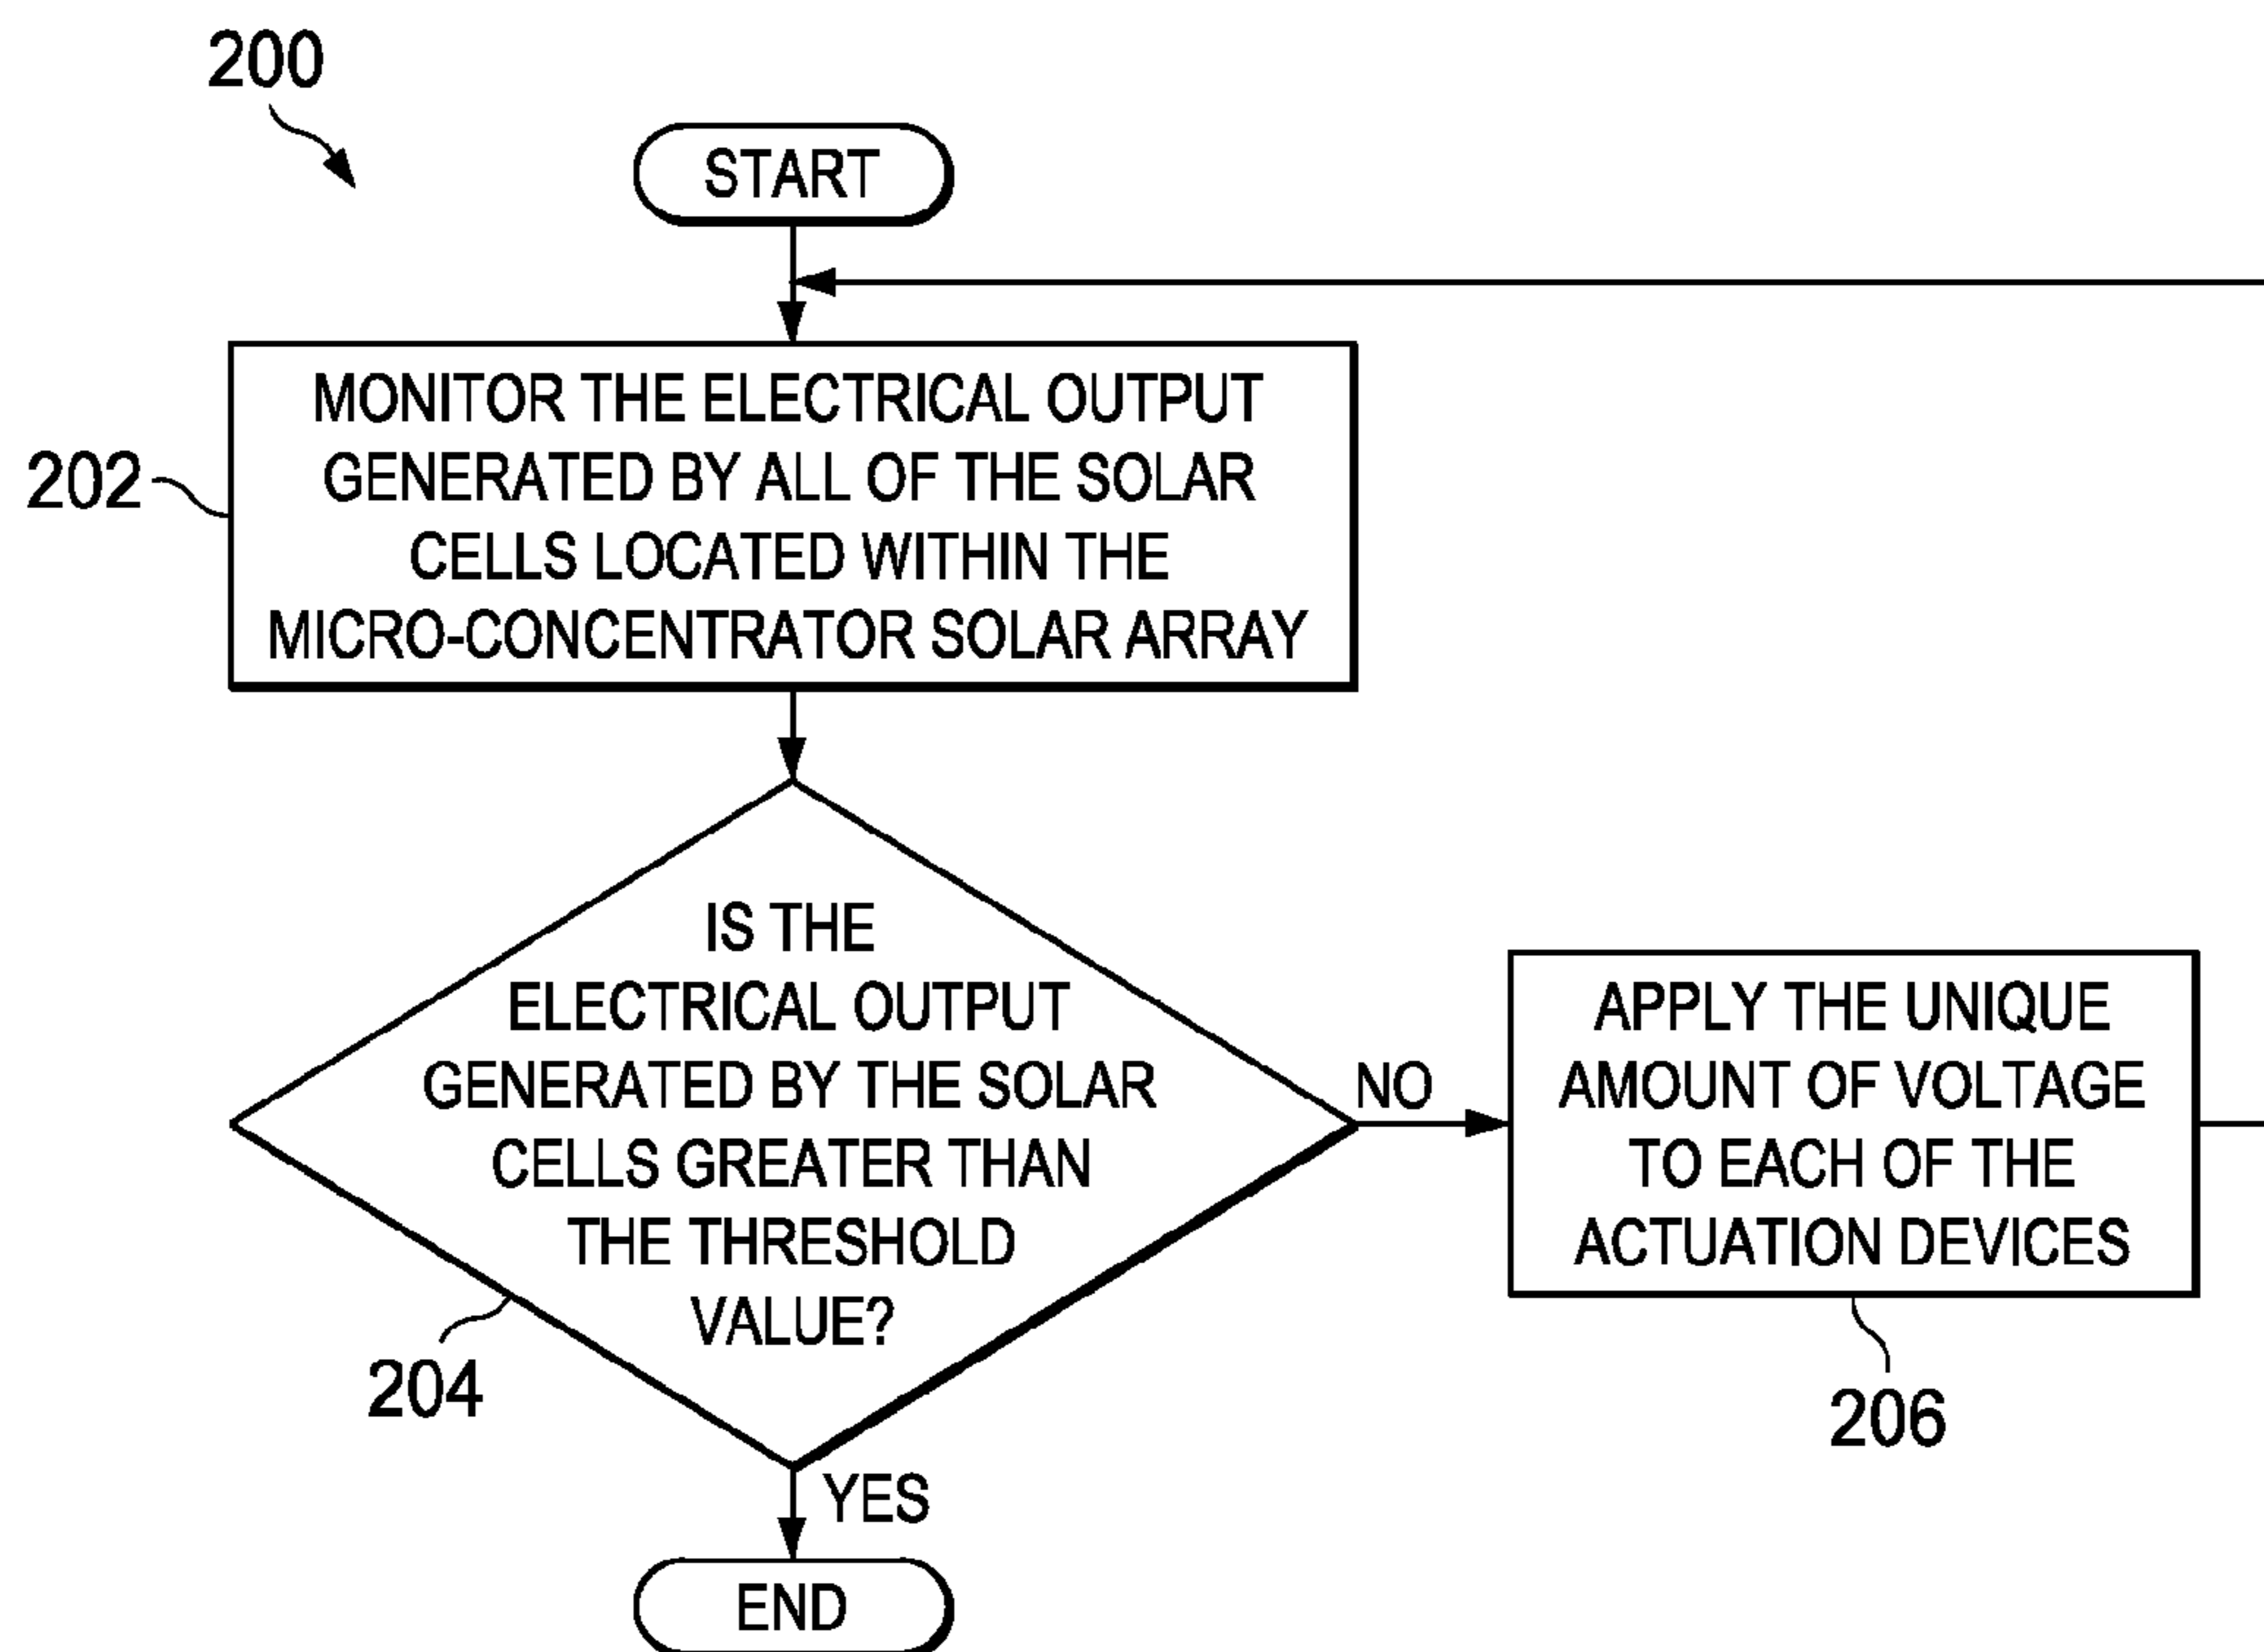 200
START
202
MONITOR THE ELECTRICAL OUTPUT
GENERATED BY ALL OF THE SOLAR
CELLS LOCATED WITHIN THE
MICRO-CONCENTRATOR SOLAR ARRAY
IS THE
ELECTRICAL OUTPUT
GENERATED BY THE SOLAR
CELLS GREATER THAN
THE THRESHOLD
VALUE?
204
NO
APPLY THE UNIQUE
AMOUNT OF VOLTAGE
TO EACH OF THE
ACTUATION DEVICES
206
YES
END